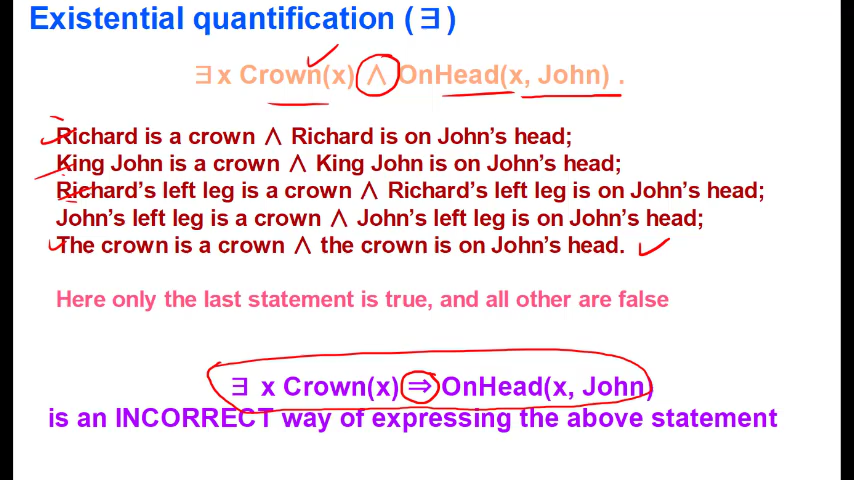 Existential quantification (∃)
∃ x Crown(x) ∧ OnHead(x, John) .
Richard is a crown ∧ Richard is on John's head;
King John is a crown ∧ King John is on John's head;
Richard's left leg is a crown ∧ Richard's left leg is on John's head;
John's left leg is a crown ∧ John's left leg is on John's head;
The crown is a crown ∧ the crown is on John's head.
Here only the last statement is true, and all other are false
∃ x Crown(x) ⇒ OnHead(x, John)
is an INCORRECT way of expressing the above statement